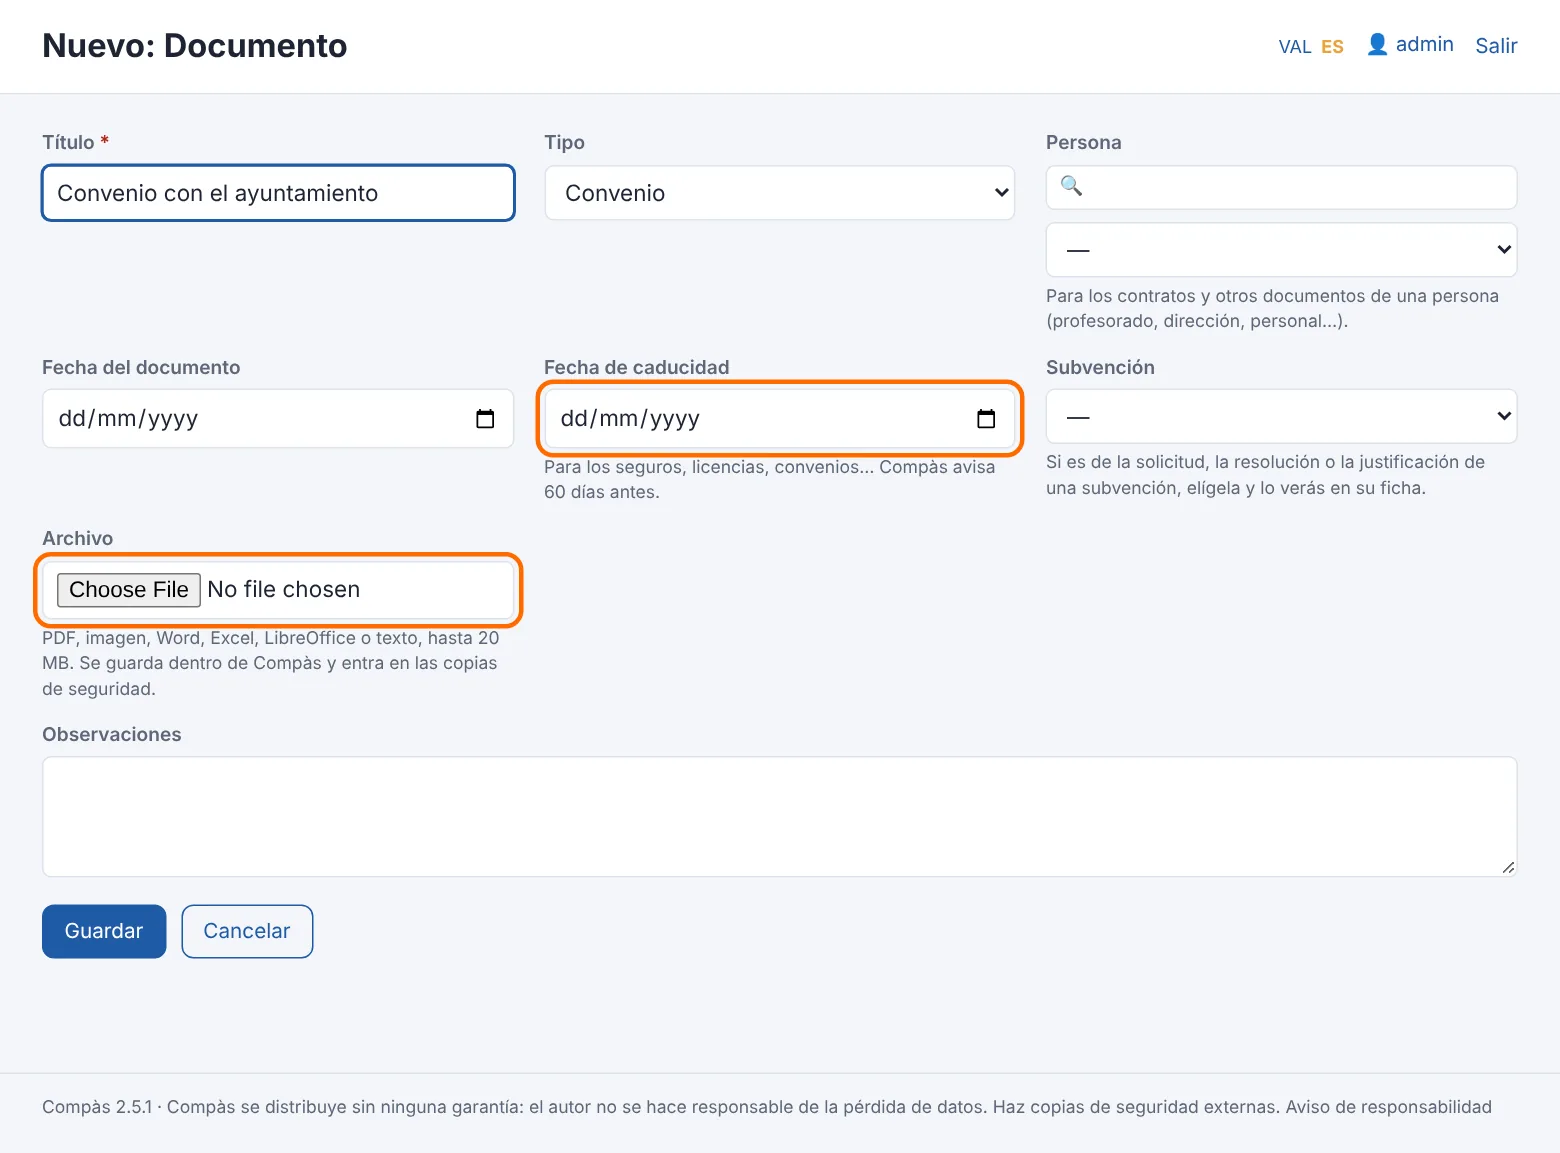 Nuevo: Documento
VAL ES admin Salir
Título *
Convenio con el ayuntamiento
Tipo
Convenio
Persona
—
Para los contratos y otros documentos de una persona
(profesorado, dirección, personal...).
Fecha del documento
dd/mm/yyyy
Fecha de caducidad
dd/mm/yyyy
Para los seguros, licencias, convenios... Compàs avisa
60 días antes.
Subvención
—
Si es de la solicitud, la resolución o la justificación de
una subvención, elígela y lo verás en su ficha.
Archivo
Choose File No file chosen
PDF, imagen, Word, Excel, LibreOffice o texto, hasta 20
MB. Se guarda dentro de Compàs y entra en las copias
de seguridad.
Observaciones
Guardar Cancelar
Compàs 2.5.1 · Compàs se distribuye sin ninguna garantía: el autor no se hace responsable de la pérdida de datos. Haz copias de seguridad externas. Aviso de responsabilidad